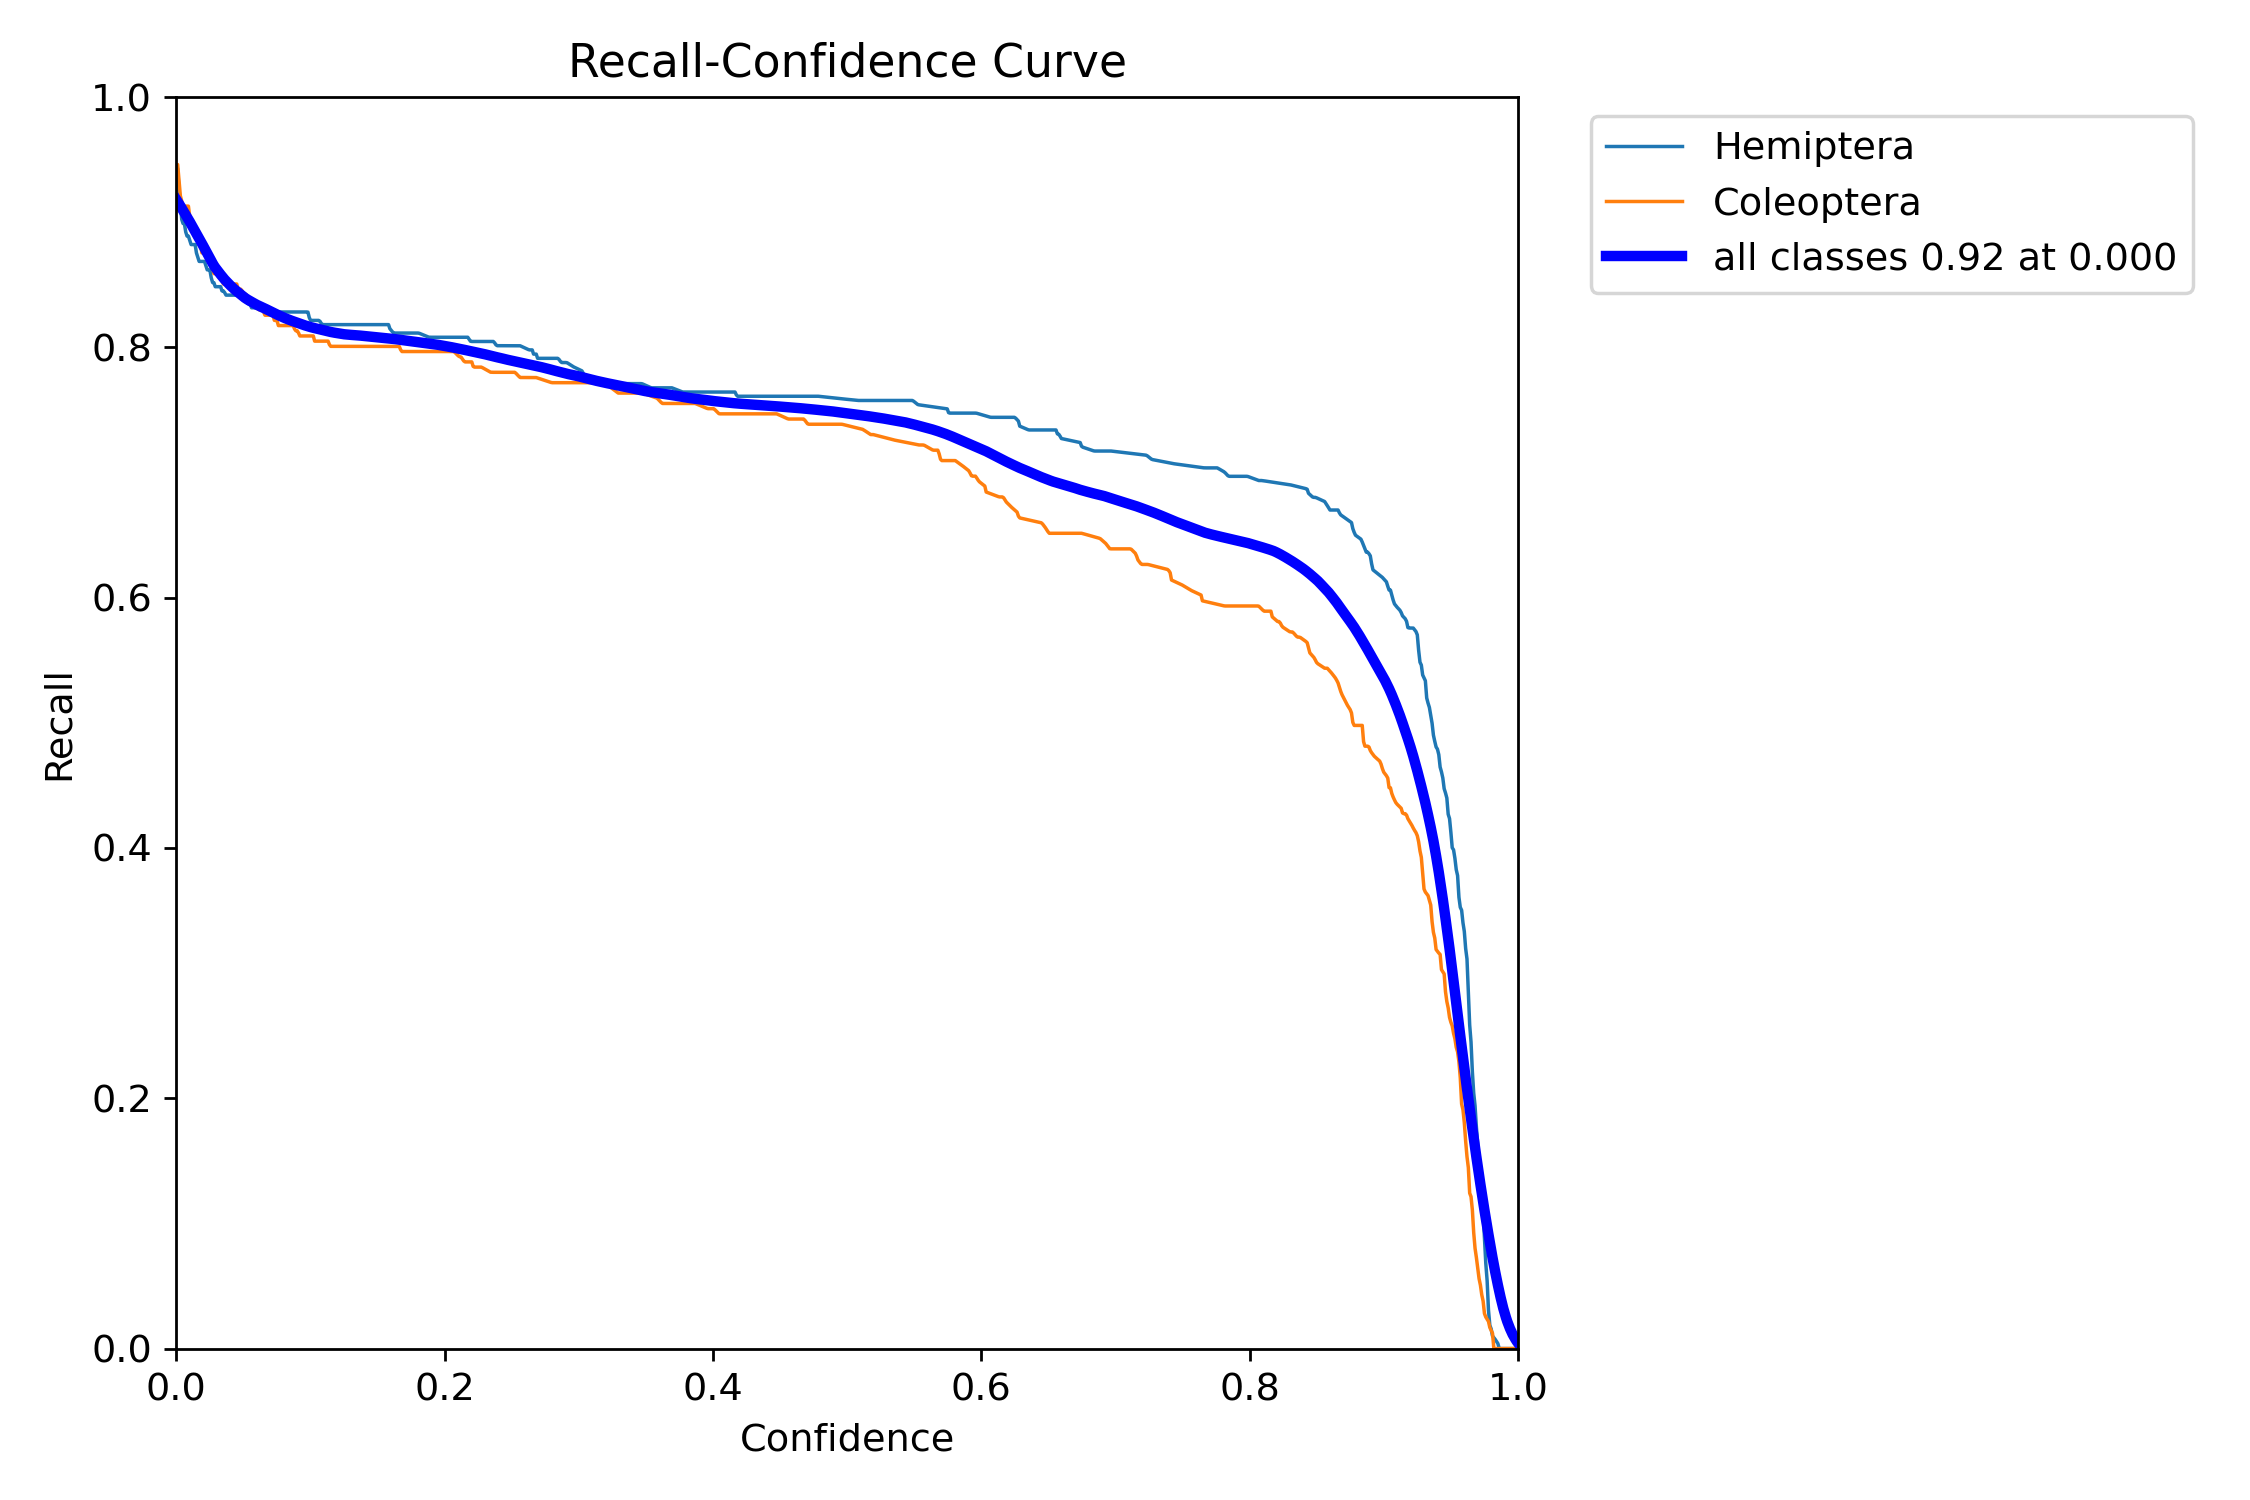 Recall-Confidence Curve
1.0
0.8
0.6
0.4
0.2
0.0
Recall
0.0 0.2 0.4 0.6 0.8 1.0
Confidence
Hemiptera
Coleoptera
all classes 0.92 at 0.000